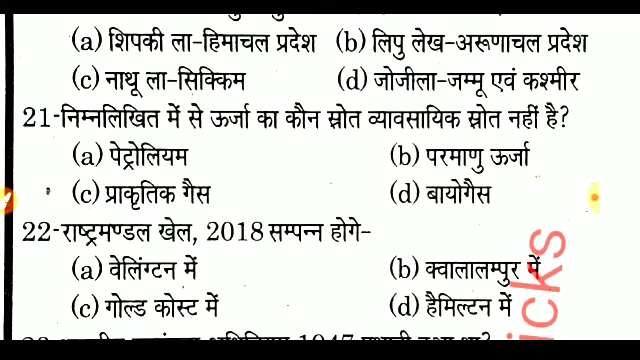 (a) शिपकी ला-हिमाचल प्रदेश (b) लिपु लेख-अरूणाचल प्रदेश
(c) नाथू ला-सिक्किम (d) जोजीला-जम्मू एवं कश्मीर
21-निम्नलिखित में से ऊर्जा का कौन स्रोत व्यावसायिक स्रोत नहीं है?
(a) पेट्रोलियम (b) परमाणु ऊर्जा
(c) प्राकृतिक गैस (d) बायोगैस
22-राष्ट्रमण्डल खेल, 2018 सम्पन्न होगे-
(a) वेलिंग्टन में (b) क्वालालम्पुर में
(c) गोल्ड कोस्ट में (d) हैमिल्टन में
icks